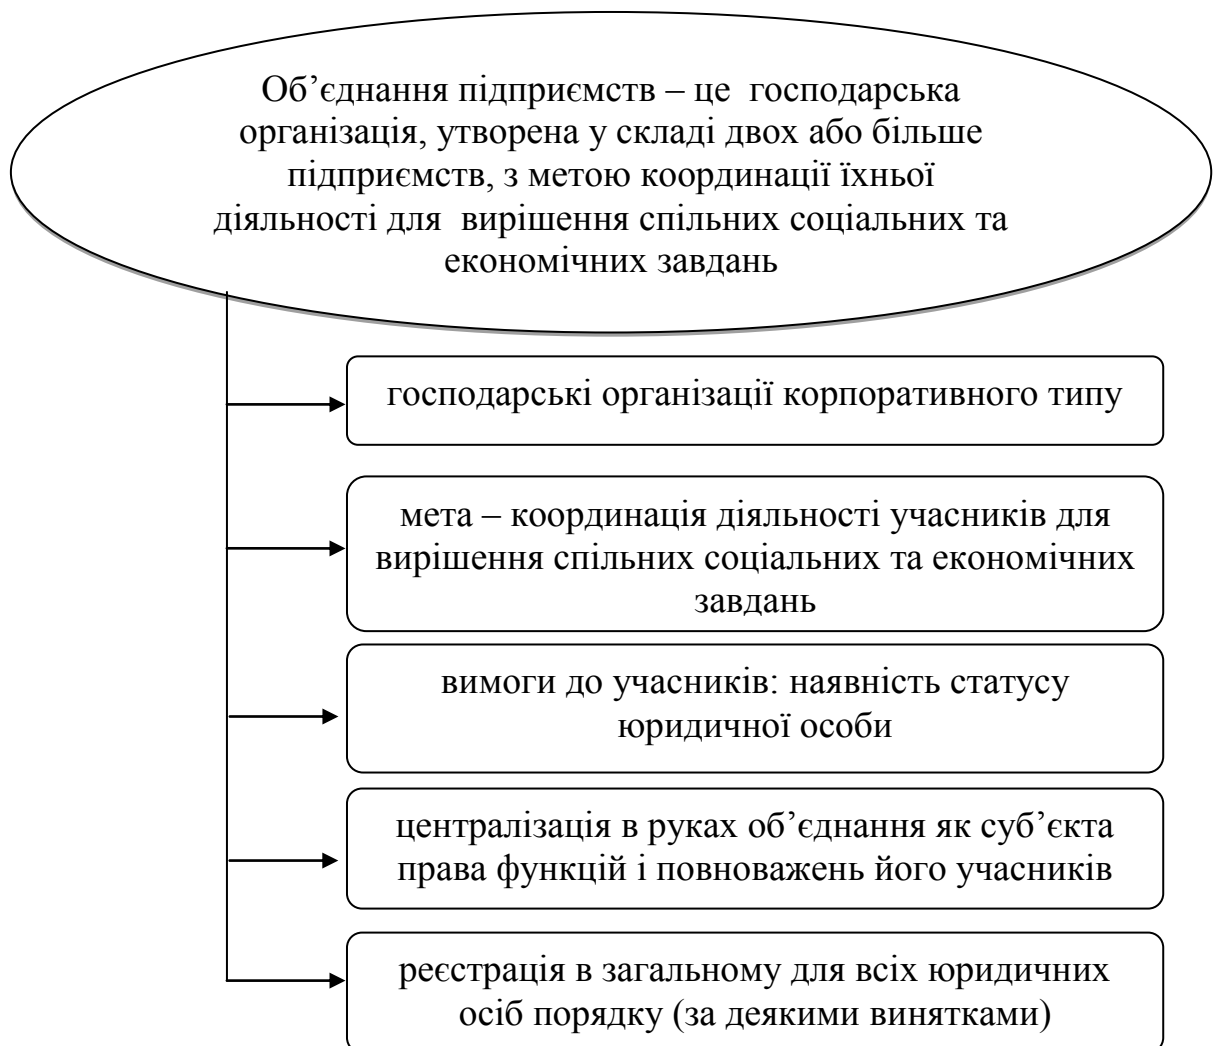 Об’єднання підприємств – це господарська
організація, утворена у складі двох або більше
підприємств, з метою координації їхньої
діяльності для вирішення спільних соціальних та
економічних завдань
господарські організації корпоративного типу
мета – координація діяльності учасників для
вирішення спільних соціальних та економічних
завдань
вимоги до учасників: наявність статусу
юридичної особи
централізація в руках об’єднання як суб’єкта
права функцій і повноважень його учасників
реєстрація в загальному для всіх юридичних
осіб порядку (за деякими винятками)